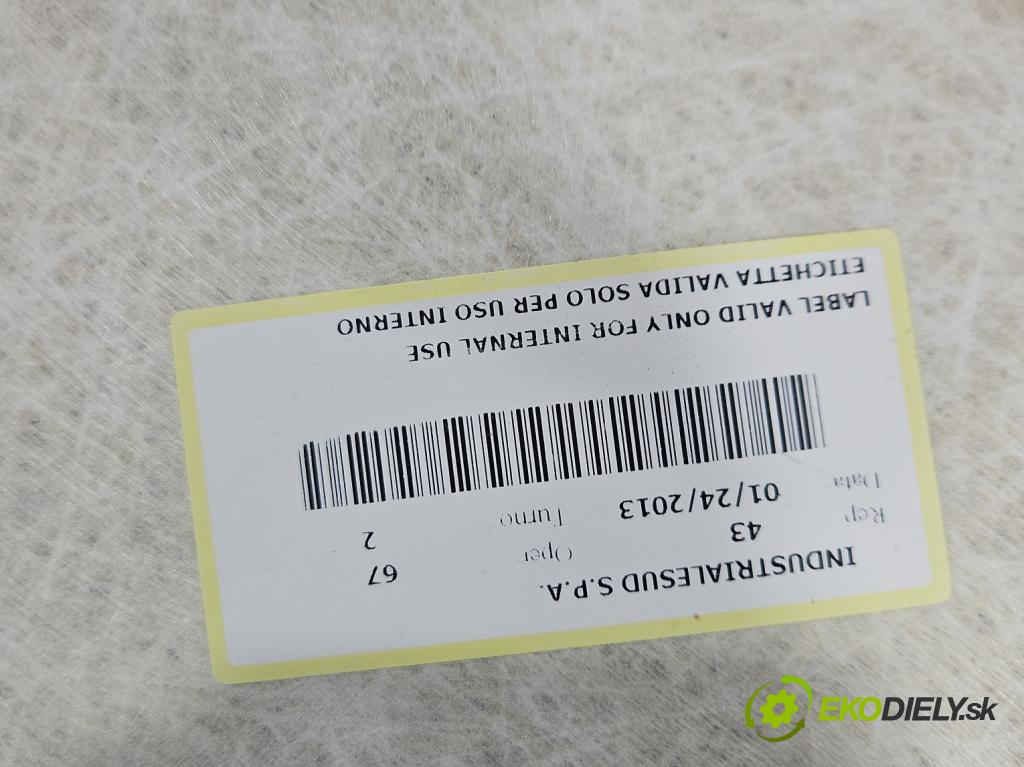 INDUSTRIALESUD S.P.A.
Rep 43 Oper 67
Data 01/24/2013 Turno 2
LABEL VALID ONLY FOR INTERNAL USE
ETICHETTA VALIDA SOLO PER USO INTERNO
EKODIELY.sk